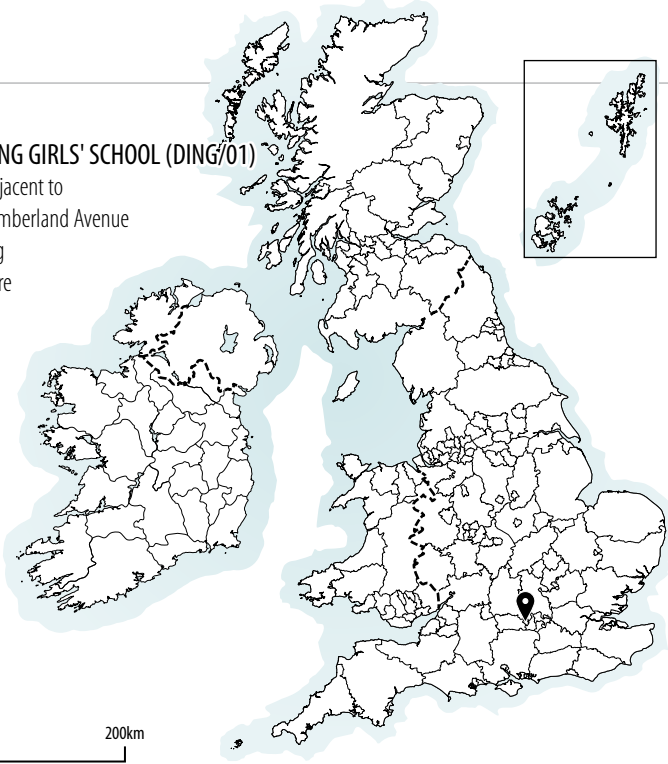 NG GIRLS' SCHOOL (DING/01)
jacent to
mberland Avenue
g
re
200km